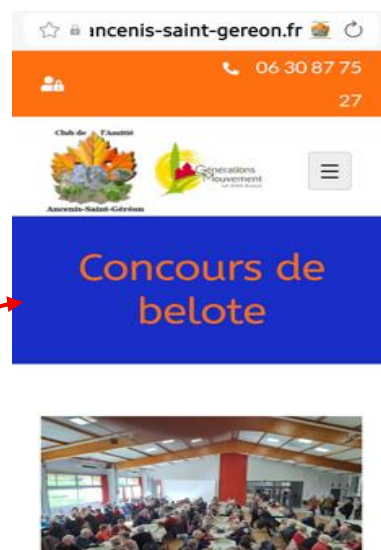 ancenis-saint-gereon.fr
06 30 87 75
27
Club de l'Amitié
Ancenis-Saint-Géréon
Générations
Mouvement
Concours de
belote